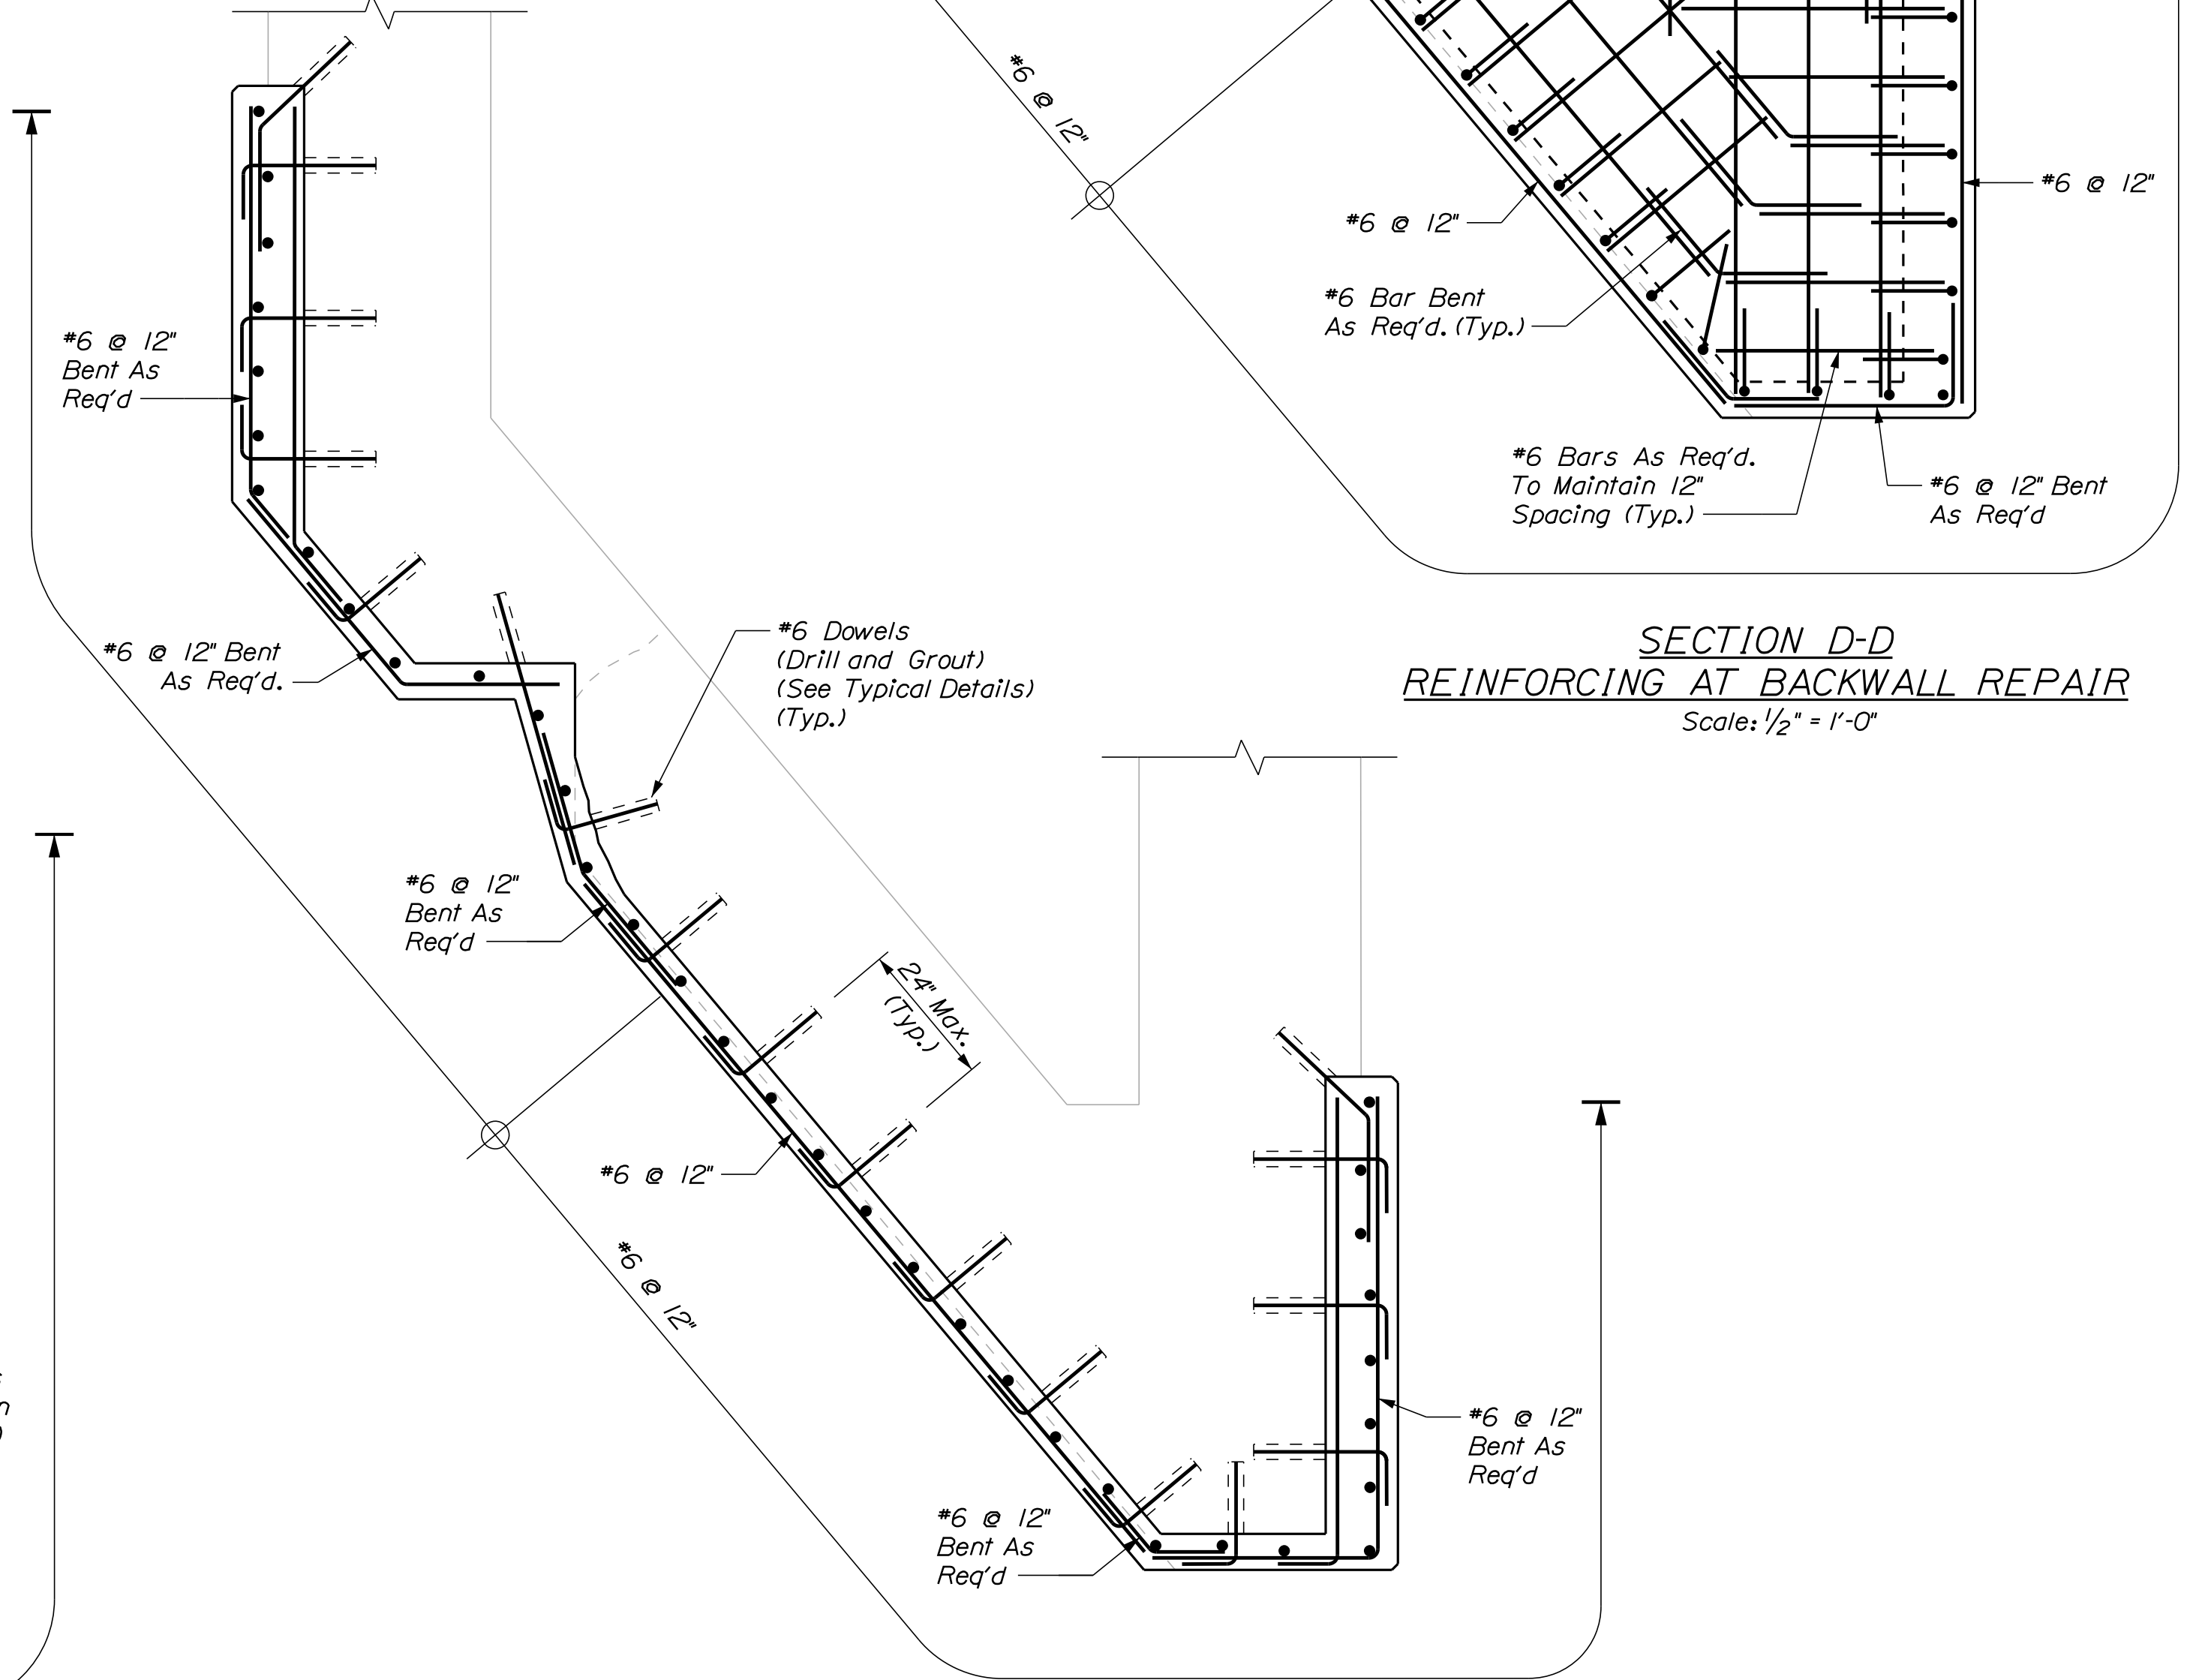 #6 @ 12"
#6 @ 12"
#6 @ 12"
#6 Bar Bent
As Req'd. (Typ.)
#6 Bars As Req'd.
To Maintain 12"
Spacing (Typ.)
#6 @ 12" Bent
As Req'd
SECTION D-D
REINFORCING AT BACKWALL REPAIR
Scale: 1/2" = 1'-0"
#6 @ 12"
Bent As
Req'd
#6 @ 12" Bent
As Req'd.
#6 Dowels
(Drill and Grout)
(See Typical Details)
(Typ.)
#6 @ 12"
Bent As
Req'd
24" Max.
(Typ.)
#6 @ 12"
#6 @ 12"
#6 @ 12"
Bent As
Req'd
#6 @ 12"
Bent As
Req'd